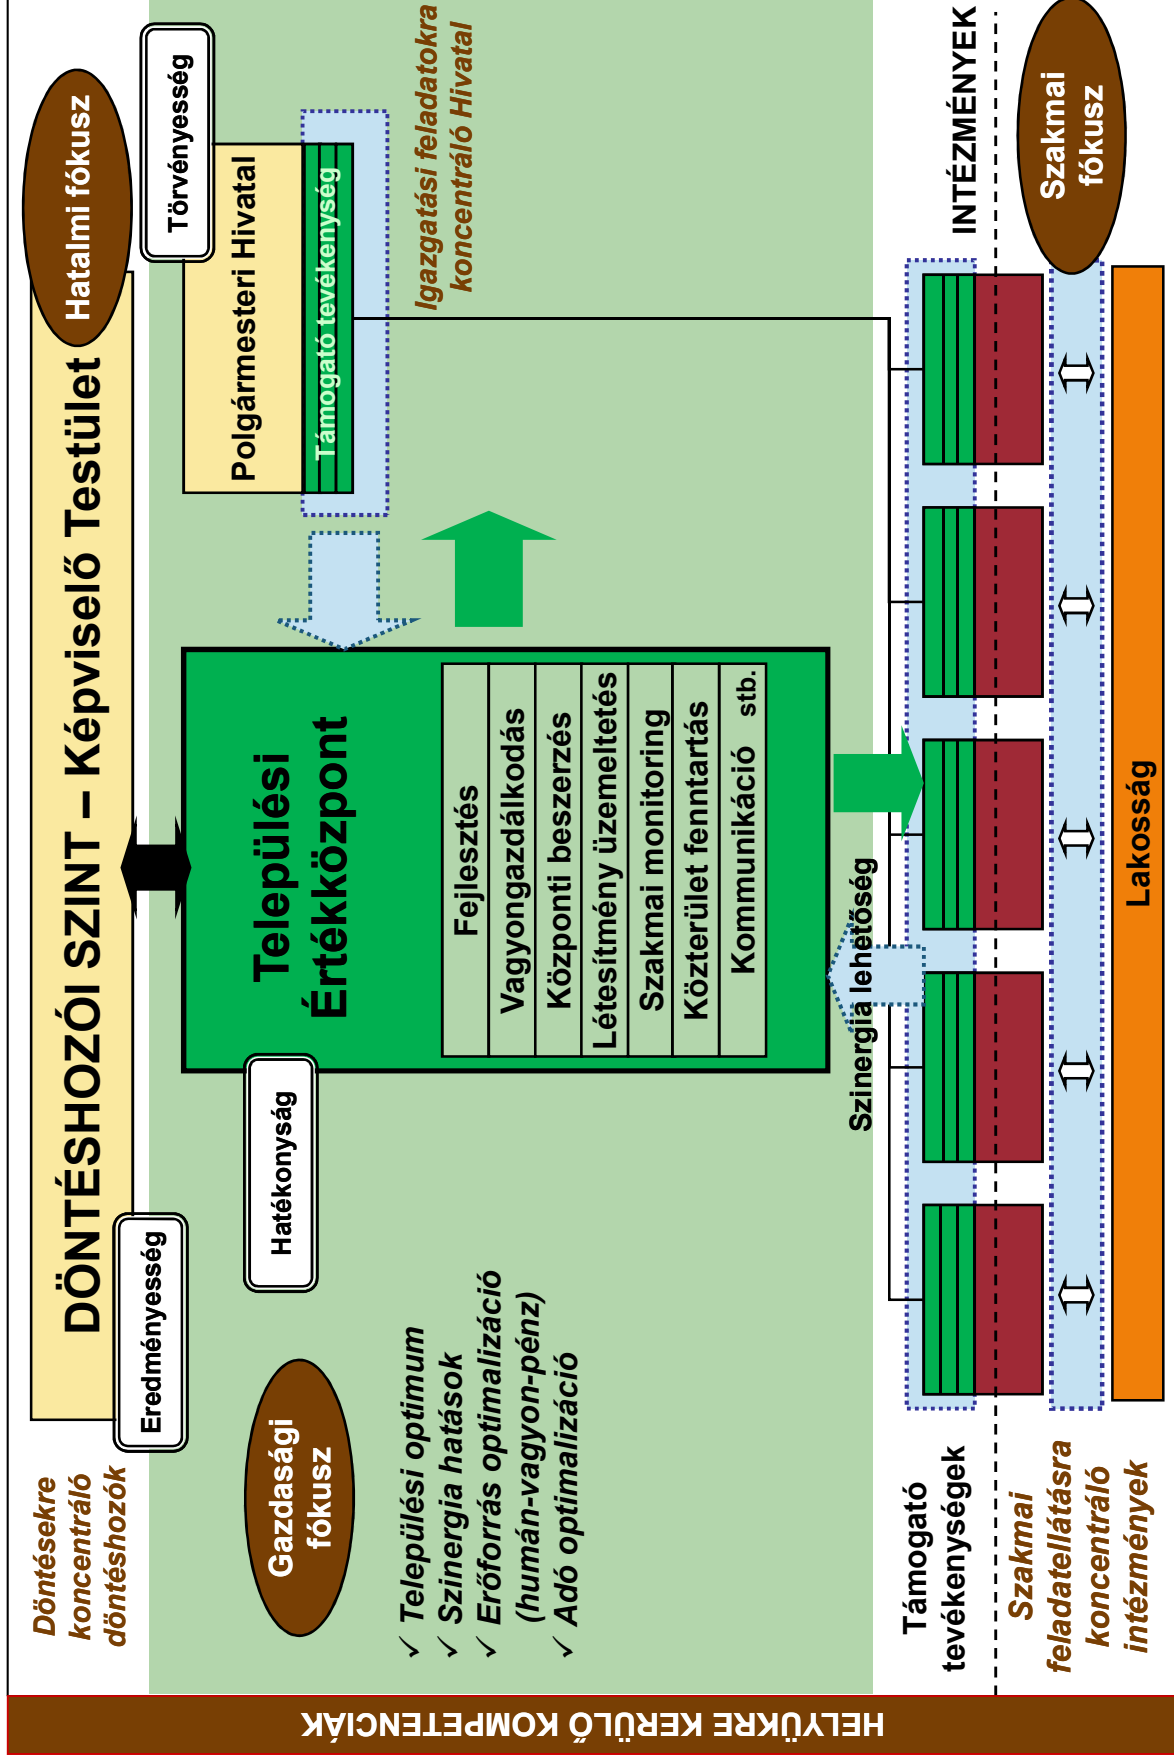 HELYÜKRE KERÜLŐ KOMPETENCIÁK
Döntésekre
koncentráló
döntéshozók
DÖNTÉSHOZÓI SZINT – Képviselő Testület
Hatalmi fókusz
Eredményesség
Törvényesség
Polgármesteri Hivatal
Támogató tevékenység
Igazgatási feladatokra
koncentráló Hivatal
Gazdasági
fókusz
Hatékonyság
Települési
Értékközpont
✓ Települési optimum
✓ Szinergia hatások
✓ Erőforrás optimalizáció
(humán-vagyon-pénz)
✓ Adó optimalizáció
Fejlesztés
Vagyongazdálkodás
Központi beszerzés
Létesítmény üzemeltetés
Szakmai monitoring
Közterület fenntartás
Kommunikáció stb.
Szinergia lehetőség
Támogató
tevékenységek
INTÉZMÉNYEK
Szakmai
feladatellátásra
koncentráló
intézmények
Szakmai
fókusz
Lakosság